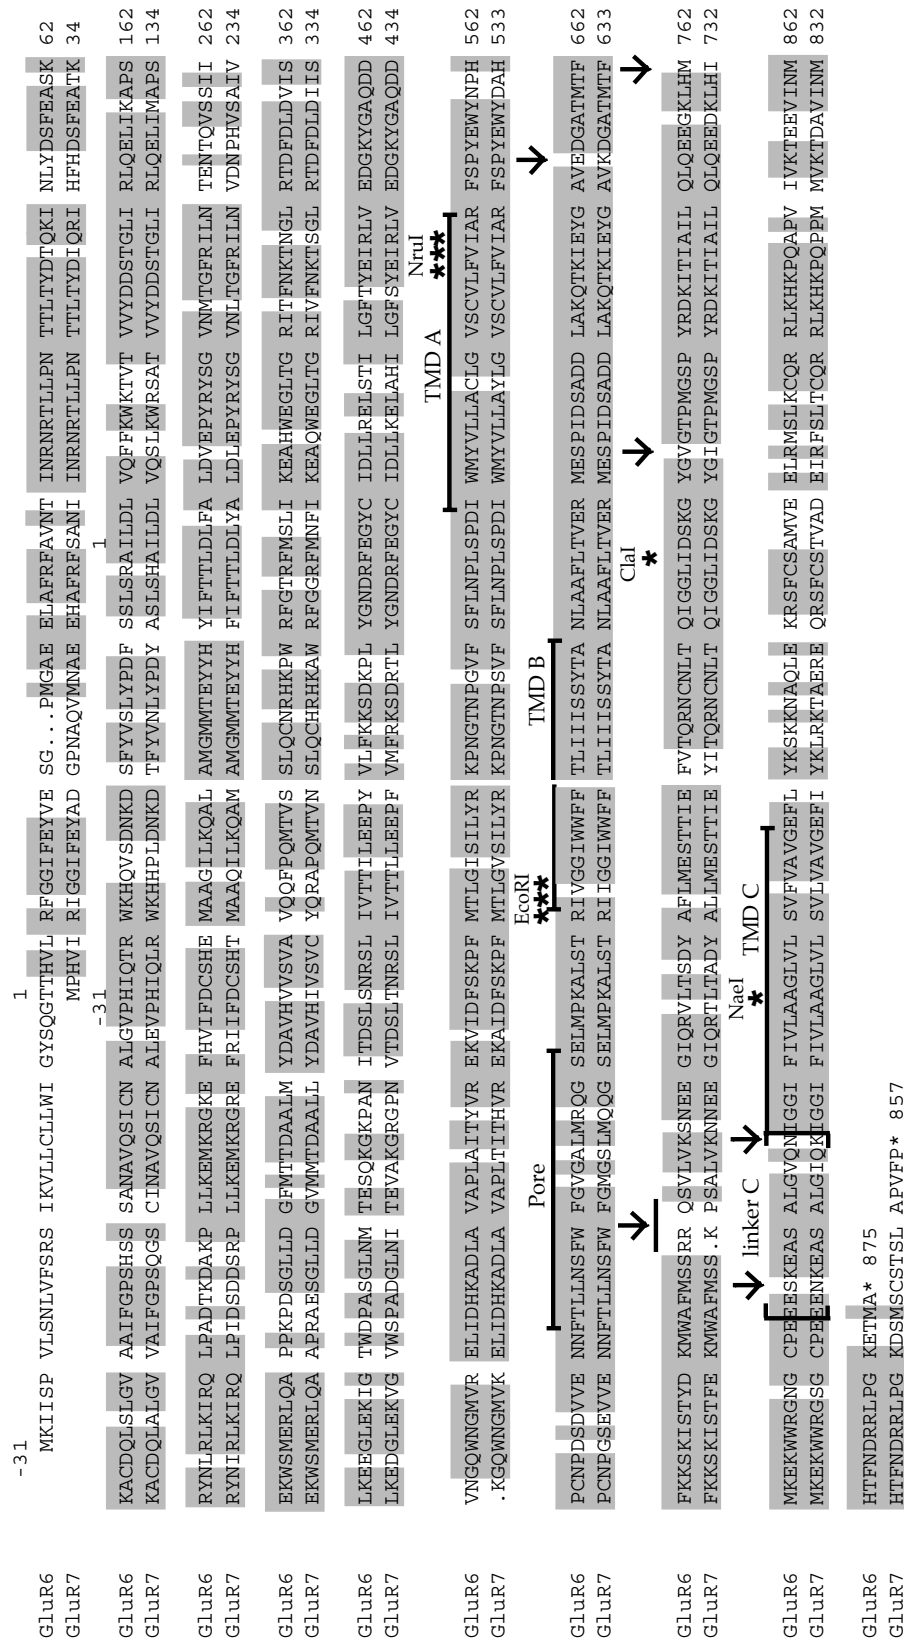 -31 1
GluR6 MKIISP VLSNLVFSRS IKVLLCLLWI GYSQGTTHVL RFGGIFEYVE SG...PMGAE ELAFRFAVNT INRNRTLLPN TTLTYDTQKI NLYDSFEASK 62
GluR7 MPHVI RIGGIFEYAD GPNAQVMNAE EHAFRFSANI INRNRTLLPN TTLTYDIQRI HFHDSFEATK 34
-31 1
GluR6 KACDQLSLGV AAIFGPSHSS SANAVQSICN ALGVPHIQTR WKHQVSDNKD SFYVSLYPDF SSLSRAILDL VQFFKWKTVT VVYDDSTGLI RLQELIKAPS 162
GluR7 KACDQLALGV VAIFGPSQGS CINAVQSICN ALEVPHIQLR WKHHPLDNKD TFYVNLYPDY ASLSHAILDL VQSLKWRSAT VVYDDSTGLI RLQELIMAPS 134
GluR6 RYNLRLKIRQ LPADTKDAKP LLKEMKRGKE FHVIFDCSHE MAAGILKQAL AMGMMTEYYH YIFTTLDLFA LDVEPYRYSG VNMTGFRILN TENTQVSSII 262
GluR7 RYNIRLKIRQ LPIDSDDSRP LLKEMKRGRE FRIIFDCSHT MAAQILKQAM AMGMMTEYYH FIFTTLDLYA LDLEPYRYSG VNLTGFRILN VDNPHVSAIV 234
GluR6 EKWSMERLQA PPKPDSGLLD GFMTTDAALM YDAVHVVSVA VQQFPQMTVS SLQCNRHKPW RFGTRFMSLI KEAHWEGLTG RITFNKTNGL RTDFDLDVIS 362
GluR7 EKWSMERLQA APRAESGLLD GVMMTDAALL YDAVHIVSVC YQRAPQMTVN SLQCHRHKAW RFGGRFMNFI KEAQWEGLTG RIVFNKTSGL RTDFDLDIIS 334
GluR6 LKEEGLEKIG TWDPASGLNM TESQKGKPAN ITDSLSNRSL IVTTILEEPY VLFKKSDKPL YGNDRFEGYC IDLLRELSTI LGFTYEIRLV EDGKYGAQDD 462
GluR7 LKEDGLEKVG VWSPADGLNI TEVAKGRGPN VTDSLTNRSL IVTTLLEEPF VMFRKSDRTL YGNDRFEGYC IDLLKELAHI LGFSYEIRLV EDGKYGAQDD 434
TMD A NruI
***
GluR6 VNGQWNGMVR ELIDHKADLA VAPLAITYVR EKVIDFSKPF MTLGISILYR KPNGTNPGVF SFLNPLSPDI WMYVLLACLG VSCVLFVIAR FSPYEWYNPH 562
GluR7 .KGQWNGMVK ELIDHKADLA VAPLTITHVR EKAIDFSKPF MTLGVSILYR KPNGTNPSVF SFLNPLSPDI WMYVLLAYLG VSCVLFVIAR FSPYEWYDAH 533
Pore EcoRI TMD B
***
GluR6 PCNPDSDVVE NNFTLLNSFW FGVGALMRQG SELMPKALST RIVGGIWWFF TLIIISSYTA NLAAFLTVER MESPIDSADD LAKQTKIEYG AVEDGATMTF 662
GluR7 PCNPGSEVVE NNFTLLNSFW FGMGSLMQQG SELMPKALST RIIGGIWWFF TLIIISSYTA NLAAFLTVER MESPIDSADD LAKQTKIEYG AVKDGATMTF 633
ClaI
*
GluR6 FKKSKISTYD KMWAFMSSRR QSVLVKSNEE GIQRVLTSDY AFLMESTTIE FVTQRNCNLT QIGGLIDSKG YGVGTPMGSP YRDKITIAIL QLQEEGKLHM 762
GluR7 FKKSKISTFE KMWAFMSS.K PSALVKNNEE GIQRTLTADY ALLMESTTIE YITQRNCNLT QIGGLIDSKG YGIGTPMGSP YRDKITIAIL QLQEEDKLHI 732
linker C NaeI TMD C
*
GluR6 MKEKWWRGNG CPEEESKEAS ALGVQNIGGI FIVLAAGLVL SVFVAVGEFL YKSKKNAQLE KRSFCSAMVE ELRMSLKCQR RLKHKPQAPV IVKTEEVINM 862
GluR7 MKEKWWRGSG CPEEENKEAS ALGIQKIGGI FIVLAAGLVL SVLVAVGEFI YKLRKTAERE QRSFCSTVAD EIRFSLTCQR RLKHKPQPPM MVKTDAVINM 832
GluR6 HTFNDRRLPG KETMA* 875
GluR7 HTFNDRRLPG KDSMSCSTSL APVFP* 857